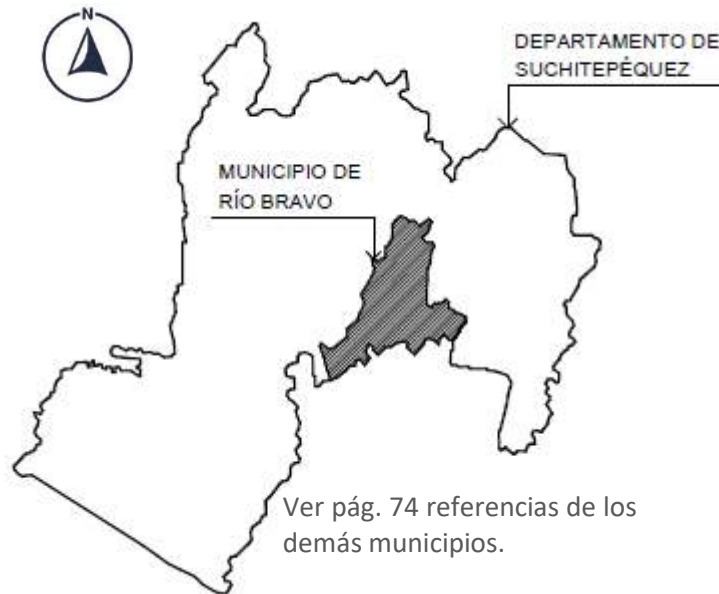 N
DEPARTAMENTO DE
SUCHITEPÉQUEZ
MUNICIPIO DE
RÍO BRAVO
Ver pág. 74 referencias de los
demás municipios.